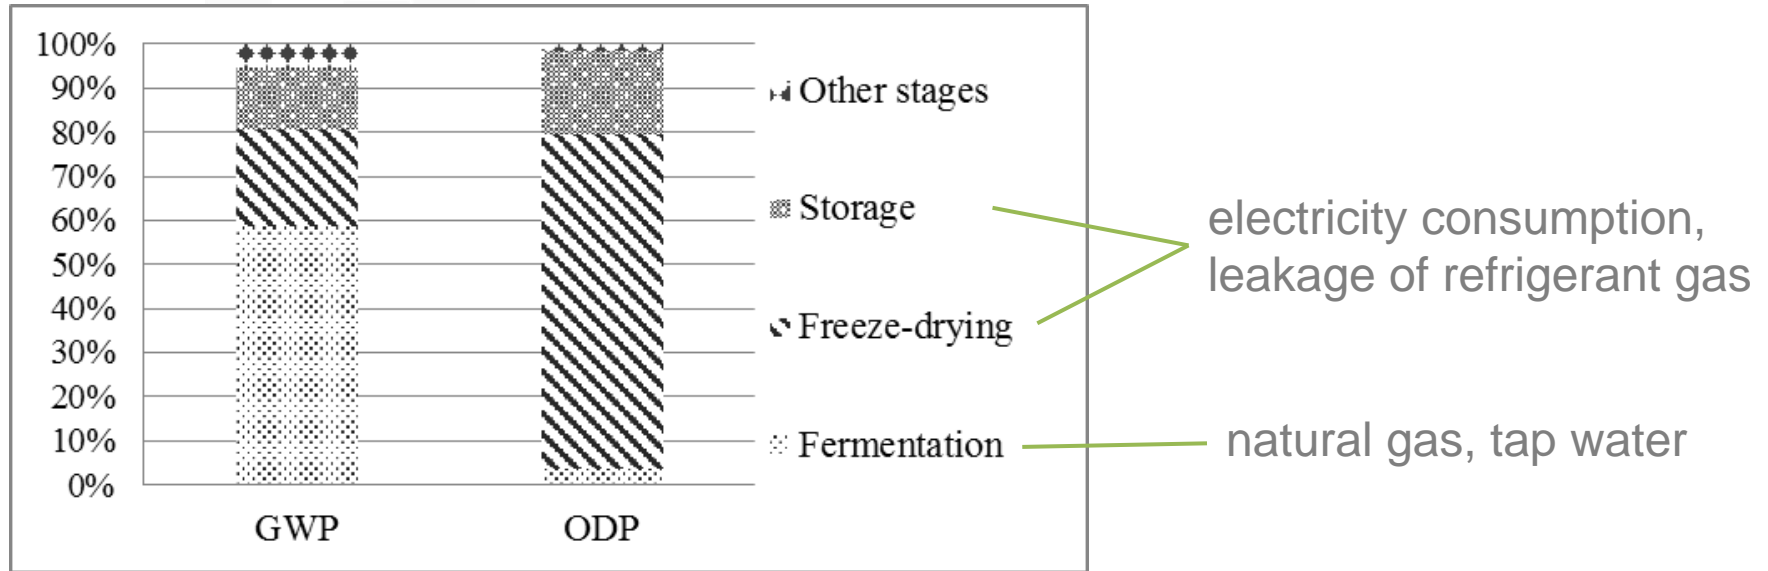 100%
90%
80%
70%
60%
50%
40%
30%
20%
10%
0%
GWP
ODP
Other stages
Storage
Freeze-drying
Fermentation
electricity consumption,
leakage of refrigerant gas
natural gas, tap water